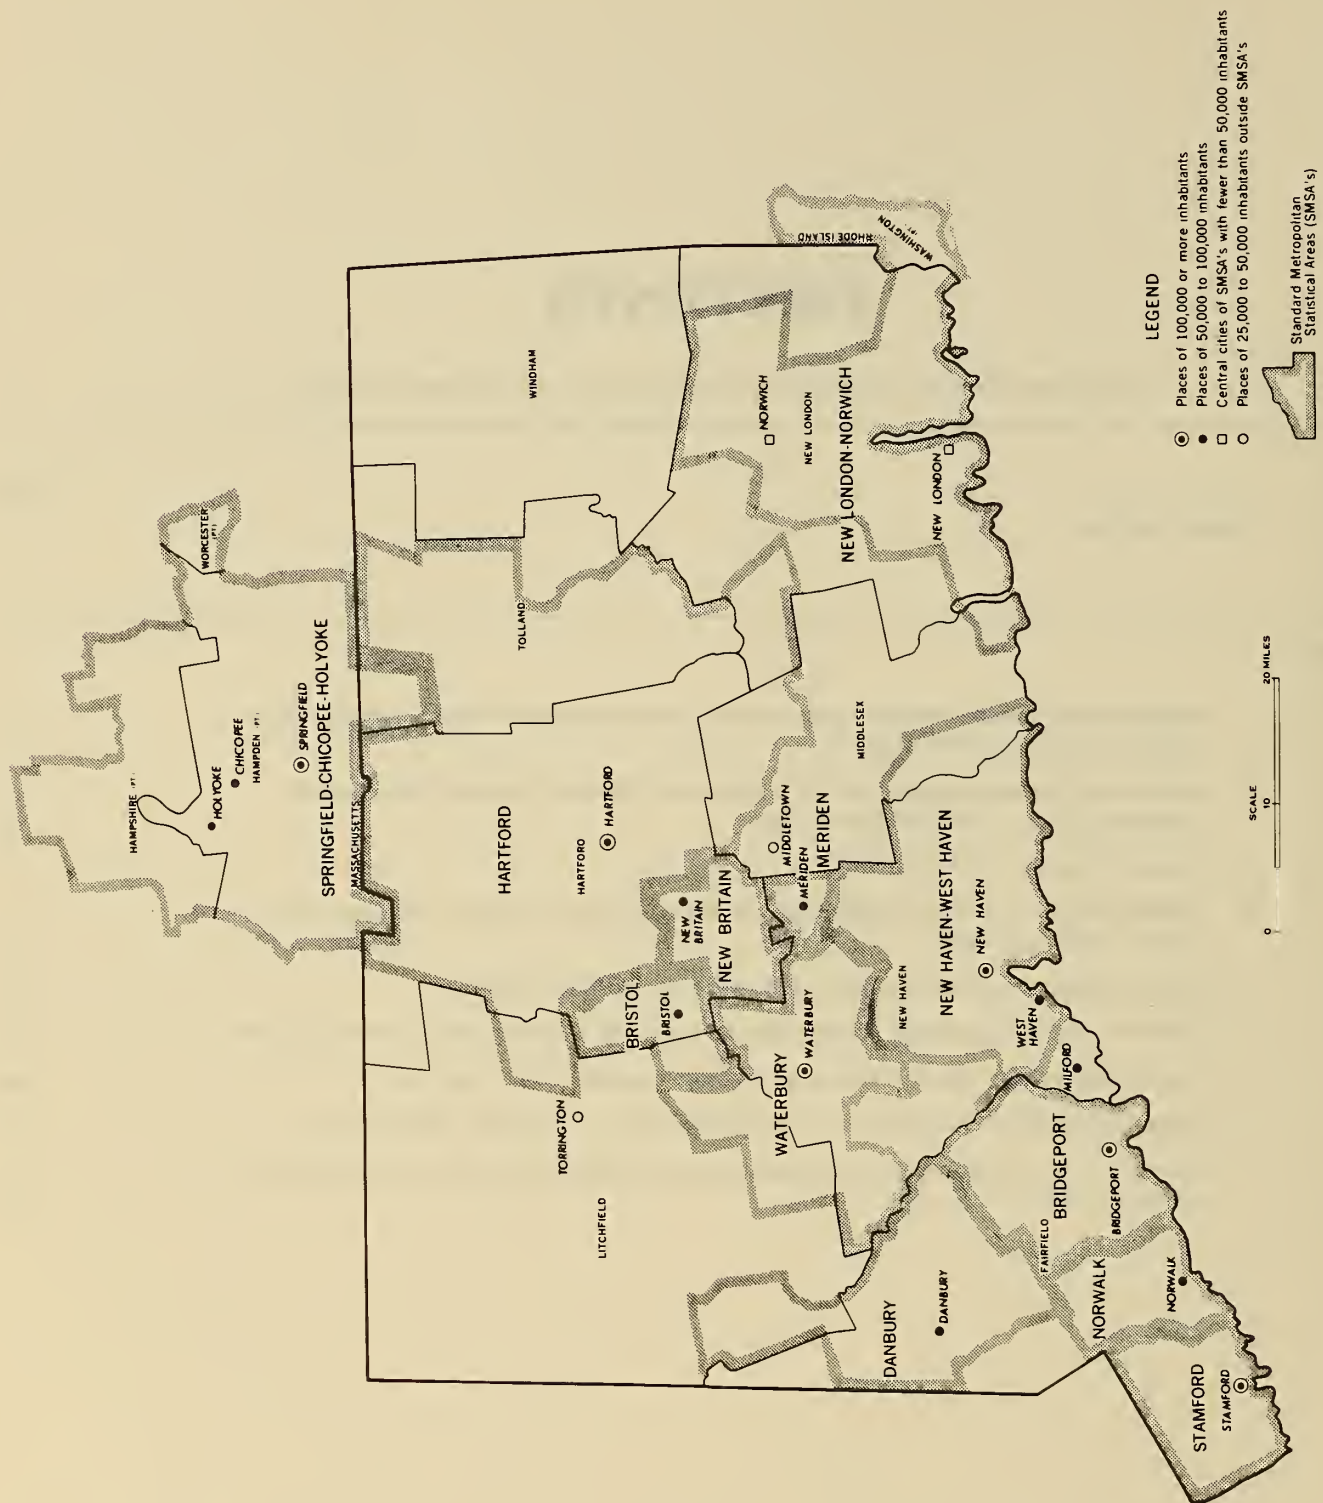 WORCESTER
(PT.)
HAMPSHIRE (PT.)
HOLYOKE
CHICOPEE
HAMPDEN (PT.)
SPRINGFIELD
SPRINGFIELD-CHICOPEE-HOLYOKE
MASSACHUSETTS
WINDHAM
TOLLAND
HARTFORD
HARTFORD
HARTFORD
TORRINGTON
LITCHFIELD
BRISTOL
BRISTOL
NEW
BRITAIN
NEW BRITAIN
MIDDLETOWN
MERIDEN
MERIDEN
MIDDLESEX
WATERBURY
WATERBURY
NORWICH
NEW LONDON
NEW LONDON-NORWICH
NEW LONDON
RHODE ISLAND
WASHINGTON
(PT.)
NEW HAVEN
NEW HAVEN-WEST HAVEN
NEW HAVEN
WEST
HAVEN
MILFORD
DANBURY
DANBURY
FAIRFIELD
BRIDGEPORT
BRIDGEPORT
NORWALK
NORWALK
STAMFORD
STAMFORD
LEGEND
Places of 100,000 or more inhabitants
Places of 50,000 to 100,000 inhabitants
Central cities of SMSA's with fewer than 50,000 inhabitants
Places of 25,000 to 50,000 inhabitants outside SMSA's
Standard Metropolitan
Statistical Areas (SMSA's)
SCALE
0 10 20 MILES